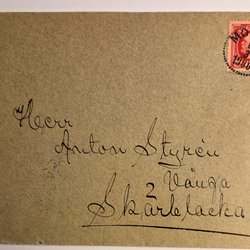 Herr
Anton Styrén
2 Vånga
Skärblacka